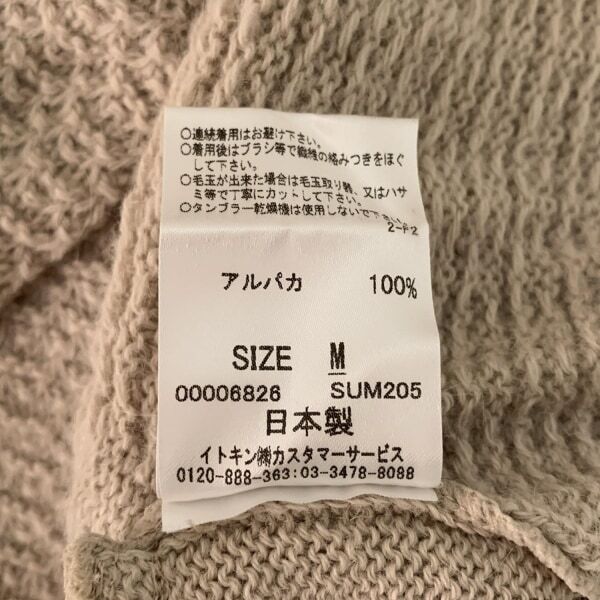 ○連続着用はお避け下さい。
○着用後はブラシ等で繊維の絡みつきをほぐ
して下さい。
○毛玉が出来た場合は毛玉取り器、又はハサ
ミ等で丁寧にカットして下さい。
○タンブラー乾燥機は使用しないで下さい。
2-F2
アルパカ 100%
SIZE M
00006826 SUM205
日本製
イトキン㈱カスタマーサービス
0120-888-363:03-3478-8088